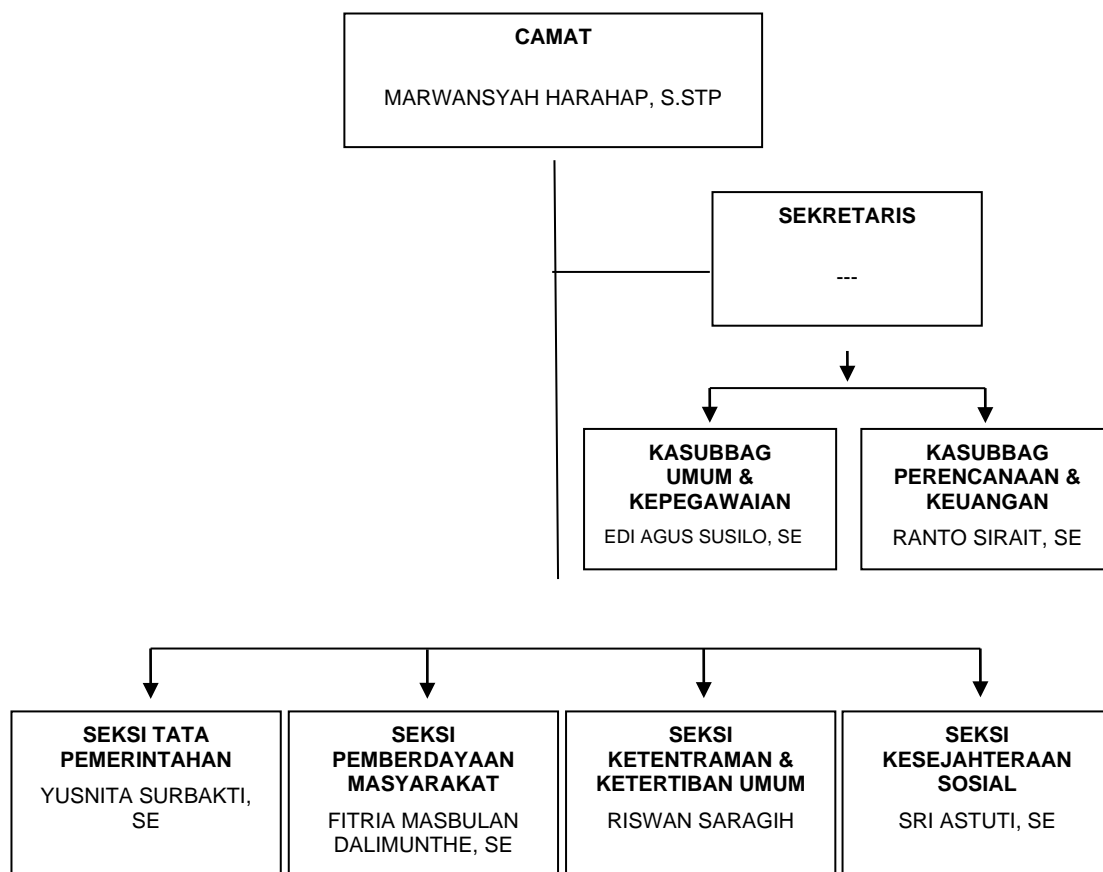 CAMAT
MARWANSYAH HARAHAP, S.STP
SEKRETARIS
---
KASUBBAG
UMUM &
KEPEGAWAIAN
EDI AGUS SUSILO, SE
KASUBBAG
PERENCANAAN &
KEUANGAN
RANTO SIRAIT, SE
SEKSI TATA
PEMERINTAHAN
YUSNITA SURBAKTI,
SE
SEKSI
PEMBERDAYAAN
MASYARAKAT
FITRIA MASBULAN
DALIMUNTHE, SE
SEKSI
KETENTRAMAN &
KETERTIBAN UMUM
RISWAN SARAGIH
SEKSI
KESEJAHTERAAN
SOSIAL
SRI ASTUTI, SE